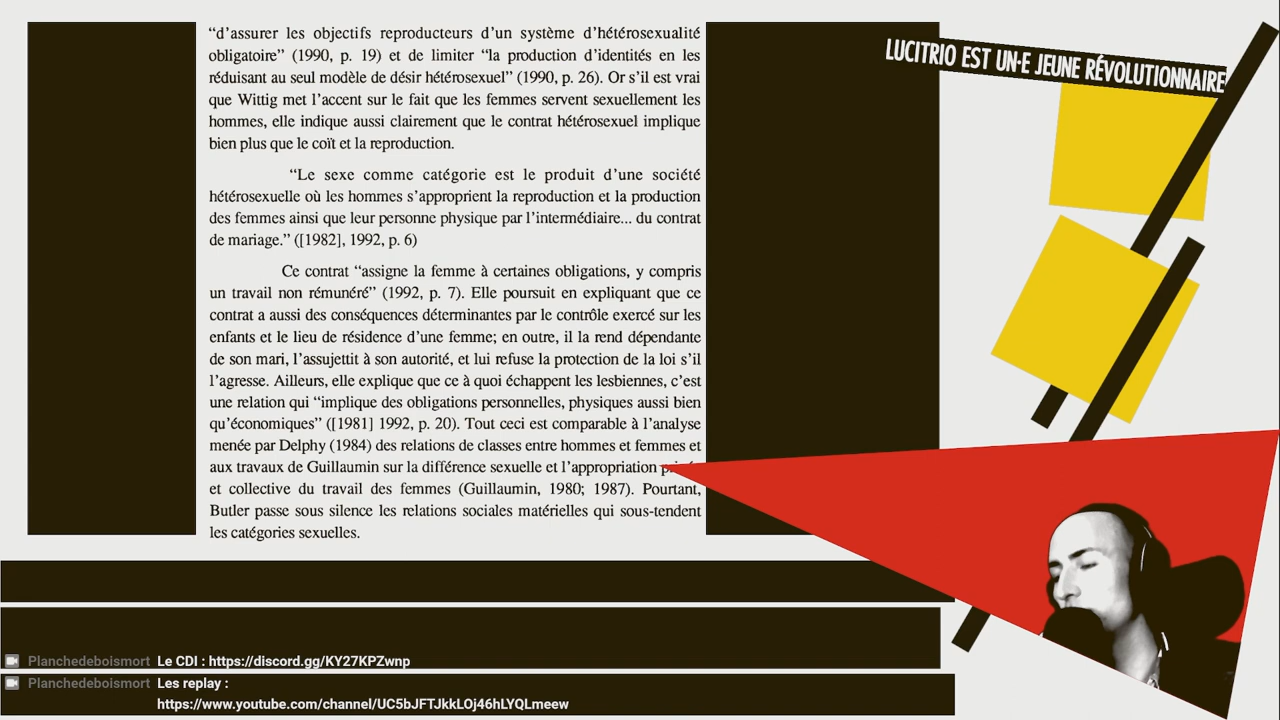 “d’assurer les objectifs reproducteurs d’un système d’hétérosexualité
obligatoire” (1990, p. 19) et de limiter “la production d’identités en les
réduisant au seul modèle de désir hétérosexuel” (1990, p. 26). Or s’il est vrai
que Wittig met l’accent sur le fait que les femmes servent sexuellement les
hommes, elle indique aussi clairement que le contrat hétérosexuel implique
bien plus que le coït et la reproduction.
“Le sexe comme catégorie est le produit d’une société
hétérosexuelle où les hommes s’approprient la reproduction et la production
des femmes ainsi que leur personne physique par l’intermédiaire... du contrat
de mariage.” ([1982], 1992, p. 6)
Ce contrat “assigne la femme à certaines obligations, y compris
un travail non rémunéré” (1992, p. 7). Elle poursuit en expliquant que ce
contrat a aussi des conséquences déterminantes par le contrôle exercé sur les
enfants et le lieu de résidence d’une femme; en outre, il la rend dépendante
de son mari, l’assujettit à son autorité, et lui refuse la protection de la loi s’il
l’agresse. Ailleurs, elle explique que ce à quoi échappent les lesbiennes, c’est
une relation qui “implique des obligations personnelles, physiques aussi bien
qu’économiques” ([1981] 1992, p. 20). Tout ceci est comparable à l’analyse
menée par Delphy (1984) des relations de classes entre hommes et femmes et
aux travaux de Guillaumin sur la différence sexuelle et l’appropriation
et collective du travail des femmes (Guillaumin, 1980; 1987). Pourtant,
Butler passe sous silence les relations sociales matérielles qui sous-tendent
les catégories sexuelles.
LUCITRIO EST UN·E JEUNE RÉVOLUTIONNAIRE
Planchedeboismort Le CDI : https://discord.gg/KY27KPZwnp
Planchedeboismort Les replay :
https://www.youtube.com/channel/UC5bJFTJkkLOj46hLYQLmeew